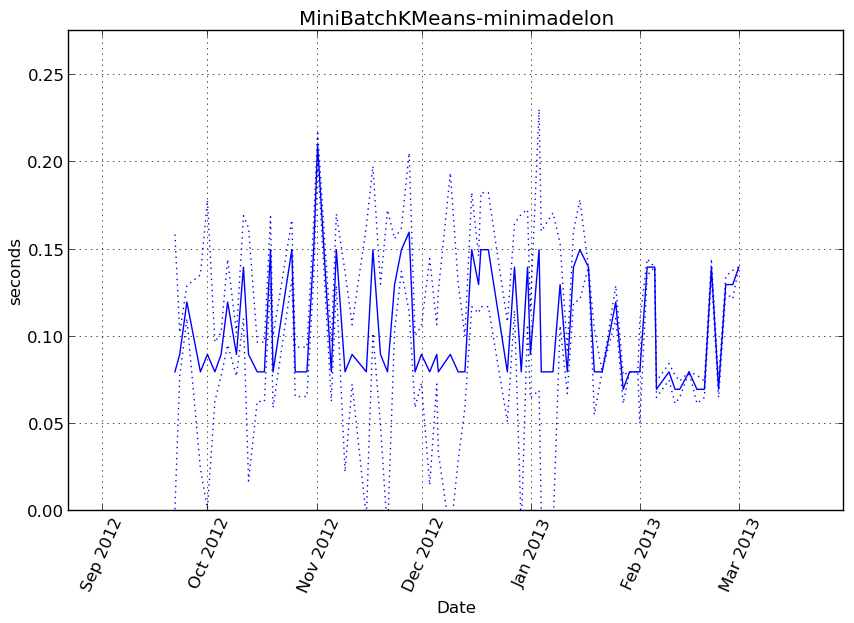 MiniBatchKMeans-minimadelon
0.25
0.20
0.15
0.10
0.05
0.00
seconds
Sep 2012
Oct 2012
Nov 2012
Dec 2012
Jan 2013
Feb 2013
Mar 2013
Date